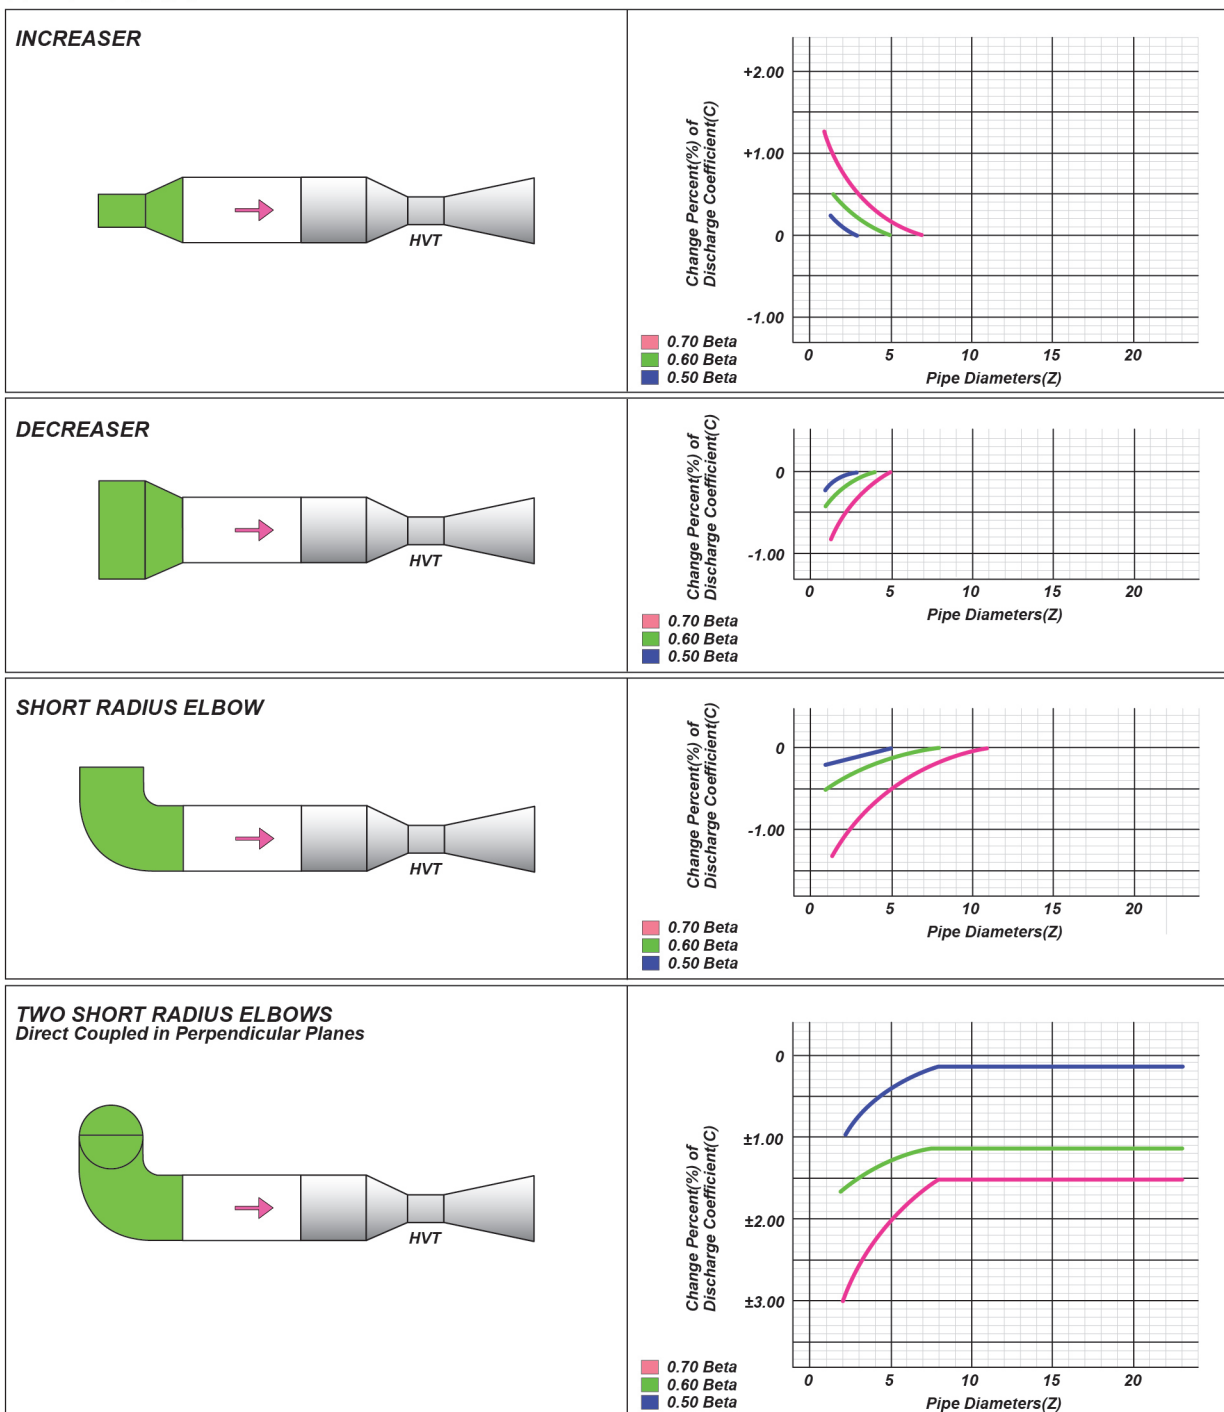 INCREASER
HVT
Change Percent(%) of
Discharge Coefficient(C)
+2.00
+1.00
0
-1.00
0 5 10 15 20
Pipe Diameters(Z)
0.70 Beta
0.60 Beta
0.50 Beta
DECREASER
HVT
Change Percent(%) of
Discharge Coefficient(C)
0
-1.00
0 5 10 15 20
Pipe Diameters(Z)
0.70 Beta
0.60 Beta
0.50 Beta
SHORT RADIUS ELBOW
HVT
Change Percent(%) of
Discharge Coefficient(C)
0
-1.00
0 5 10 15 20
Pipe Diameters(Z)
0.70 Beta
0.60 Beta
0.50 Beta
TWO SHORT RADIUS ELBOWS
Direct Coupled in Perpendicular Planes
HVT
Change Percent(%) of
Discharge Coefficient(C)
0
±1.00
±2.00
±3.00
0 5 10 15 20
Pipe Diameters(Z)
0.70 Beta
0.60 Beta
0.50 Beta